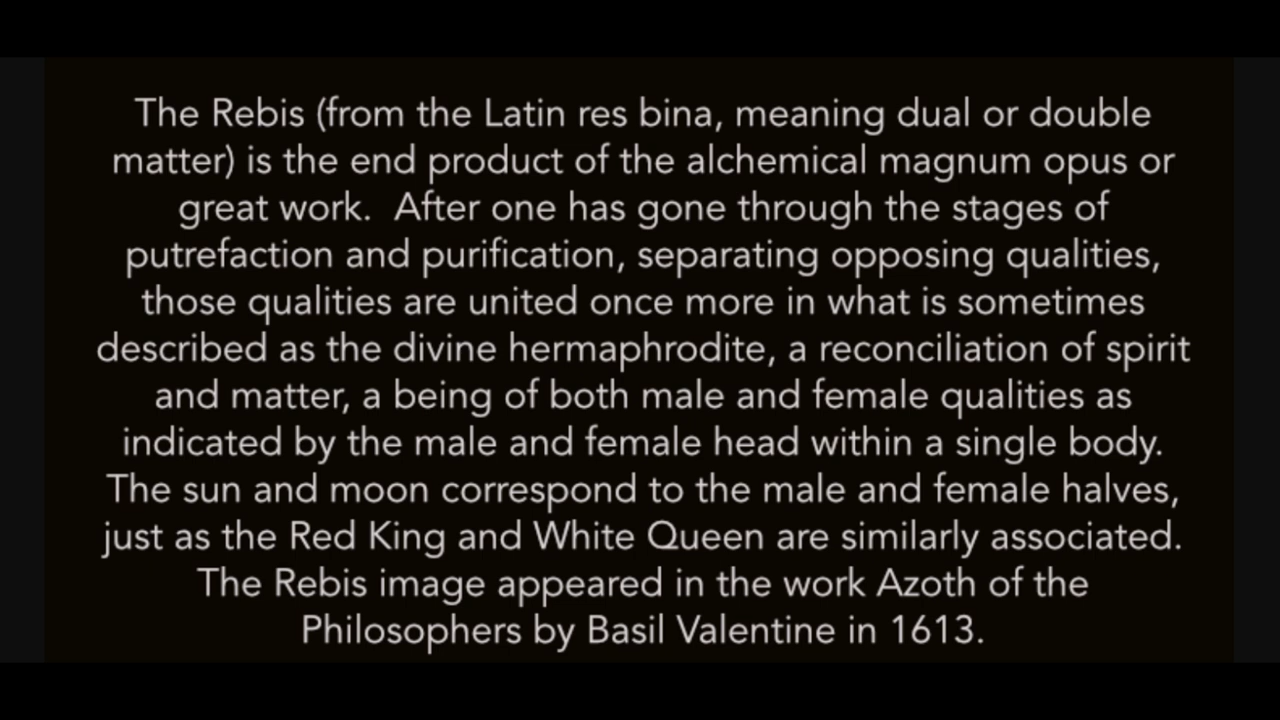 The Rebis (from the Latin res bina, meaning dual or double
matter) is the end product of the alchemical magnum opus or
great work.  After one has gone through the stages of
putrefaction and purification, separating opposing qualities,
those qualities are united once more in what is sometimes
described as the divine hermaphrodite, a reconciliation of spirit
and matter, a being of both male and female qualities as
indicated by the male and female head within a single body.
The sun and moon correspond to the male and female halves,
just as the Red King and White Queen are similarly associated.
The Rebis image appeared in the work Azoth of the
Philosophers by Basil Valentine in 1613.